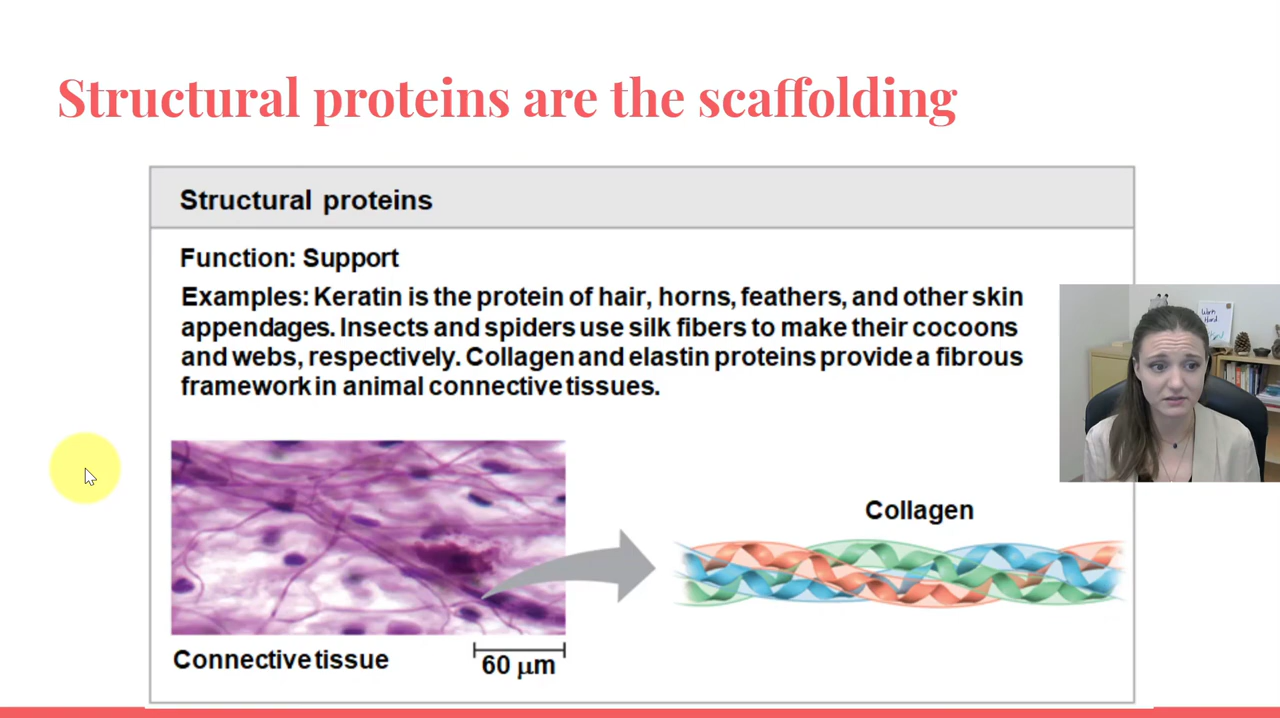 Structural proteins are the scaffolding
Structural proteins
Function: Support
Examples: Keratin is the protein of hair, horns, feathers, and other skin
appendages. Insects and spiders use silk fibers to make their cocoons
and webs, respectively. Collagen and elastin proteins provide a fibrous
framework in animal connective tissues.
Collagen
Connective tissue
60 μm
Work
Hard